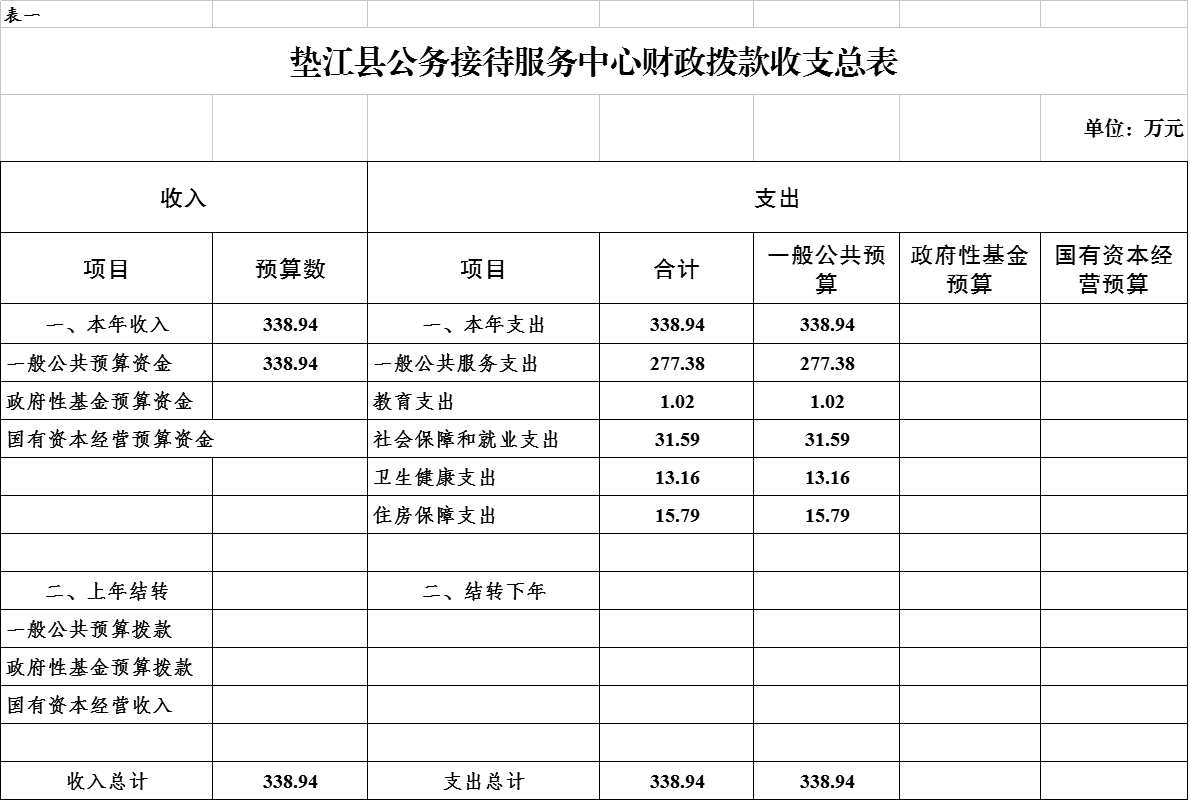 表一
垫江县公务接待服务中心财政拨款收支总表
单位：万元
收入 支出
项目 预算数 项目 合计 一般公共预算 政府性基金预算 国有资本经营预算
一、本年收入 338.94 一、本年支出 338.94 338.94
一般公共预算资金 338.94 一般公共服务支出 277.38 277.38
政府性基金预算资金 教育支出 1.02 1.02
国有资本经营预算资金 社会保障和就业支出 31.59 31.59
卫生健康支出 13.16 13.16
住房保障支出 15.79 15.79
二、上年结转 二、结转下年
一般公共预算拨款
政府性基金预算拨款
国有资本经营收入
收入总计 338.94 支出总计 338.94 338.94